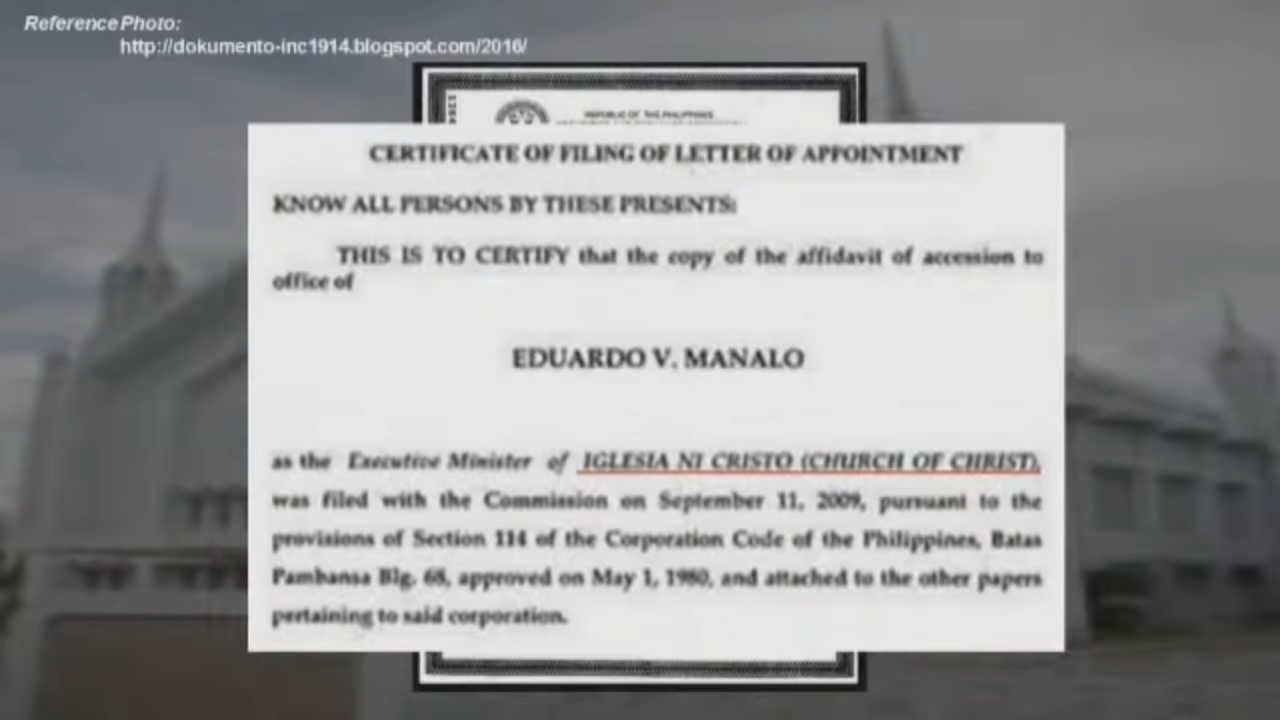 Reference Photo:
http://dokumento-inc1914.blogspot.com/2016/
REPUBLIC OF THE PHILIPPINES
CERTIFICATE OF FILING OF LETTER OF APPOINTMENT
KNOW ALL PERSONS BY THESE PRESENTS:
THIS IS TO CERTIFY that the copy of the affidavit of accession to
office of
EDUARDO V. MANALO
as the Executive Minister of IGLESIA NI CRISTO (CHURCH OF CHRIST),
was filed with the Commission on September 11, 2009, pursuant to the
provisions of Section 114 of the Corporation Code of the Philippines, Batas
Pambansa Blg. 68, approved on May 1, 1980, and attached to the other papers
pertaining to said corporation.